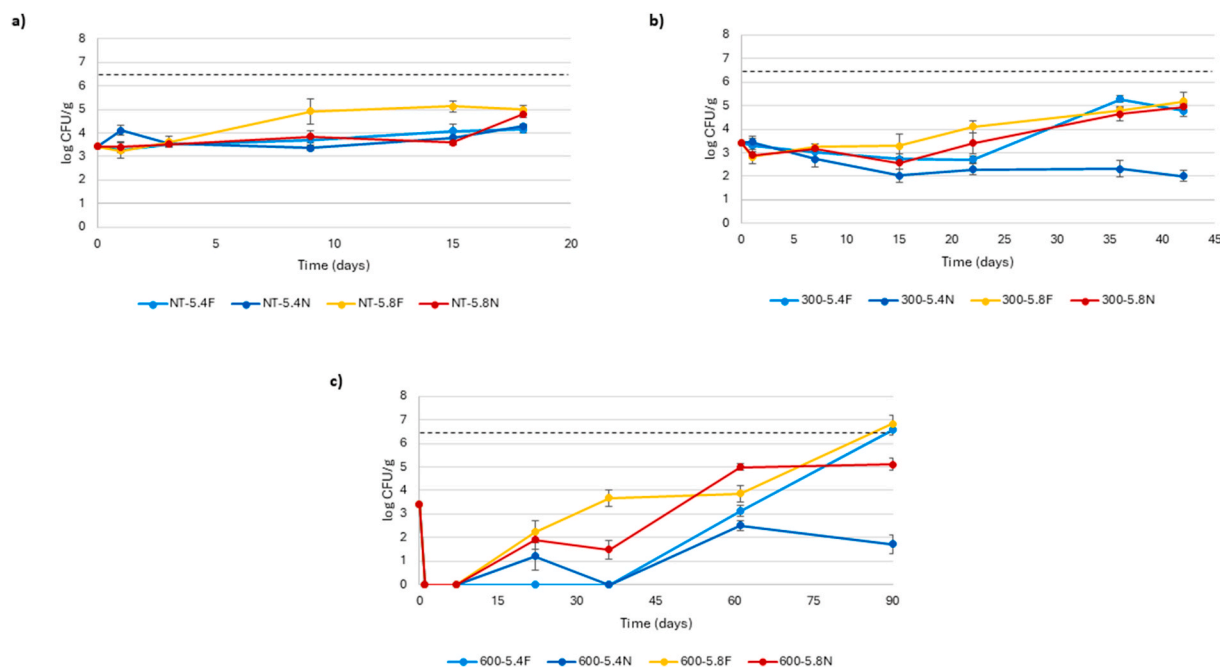 a)
8
7
6
5
4
3
2
1
0
log CFU/g
0 5 10 15 20
Time (days)
NT-5.4F NT-5.4N NT-5.8F NT-5.8N
b)
8
7
6
5
4
3
2
1
0
log CFU/g
0 5 10 15 20 25 30 35 40 45
Time (days)
300-5.4F 300-5.4N 300-5.8F 300-5.8N
c)
8
7
6
5
4
3
2
1
0
log CFU/g
0 15 30 45 60 75 90
Time (days)
600-5.4F 600-5.4N 600-5.8F 600-5.8N